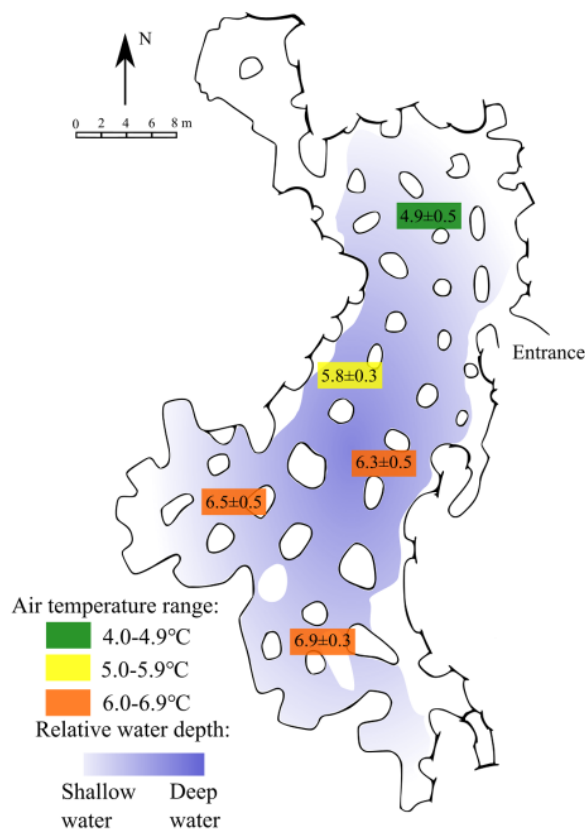 N
0 2 4 6 8 m
4.9±0.5
Entrance
5.8±0.3
6.3±0.5
6.5±0.5
6.9±0.3
Air temperature range:
4.0-4.9℃
5.0-5.9℃
6.0-6.9℃
Relative water depth:
Shallow water
Deep water